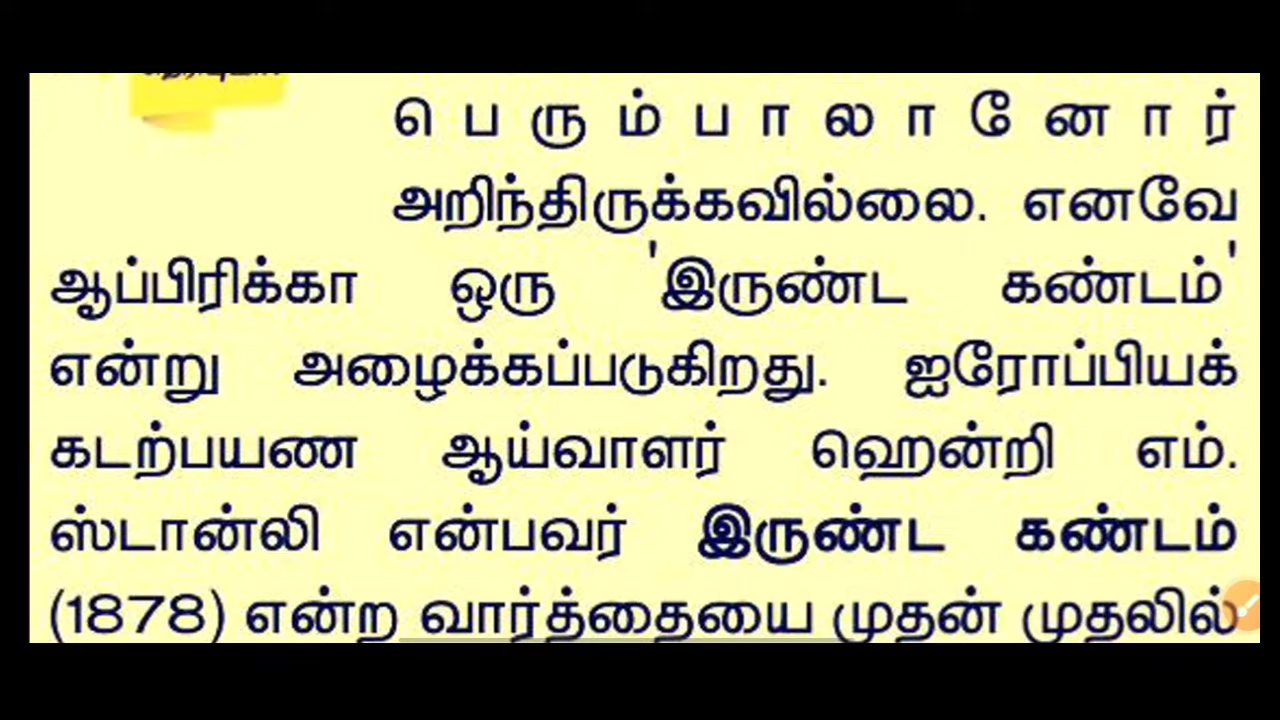 பெரும்பாலானோர்
அறிந்திருக்கவில்லை. எனவே
ஆப்பிரிக்கா ஒரு 'இருண்ட கண்டம்'
என்று அழைக்கப்படுகிறது. ஐரோப்பியக்
கடற்பயண ஆய்வாளர் ஹென்றி எம்.
ஸ்டான்லி என்பவர் இருண்ட கண்டம்
(1878) என்ற வார்த்தையை முதன் முதலில்